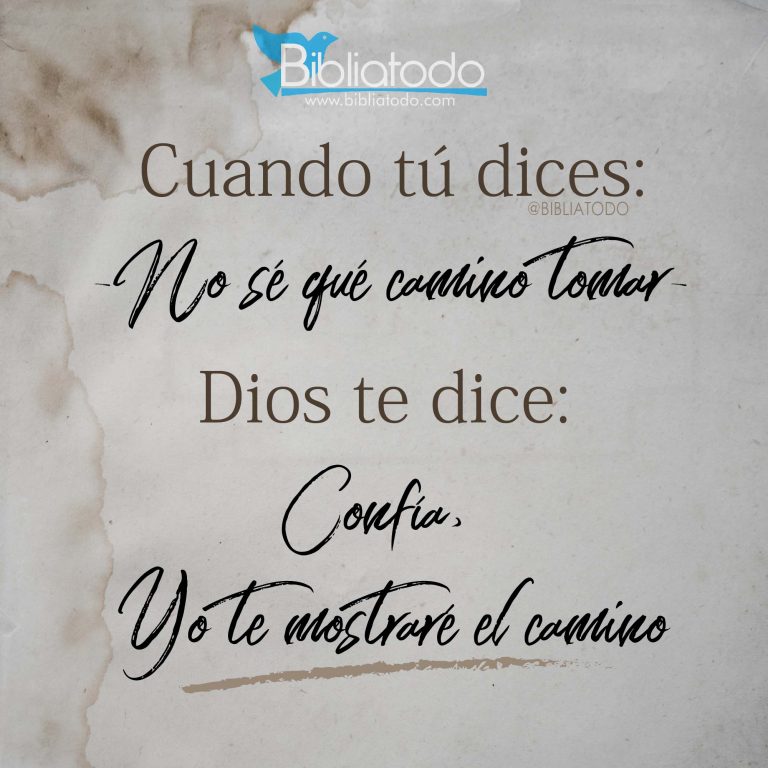 Bibliatodo
www.bibliatodo.com
Cuando tú dices:
@BIBLIATODO
-No sé qué camino tomar-
Dios te dice:
Confía,
Yo te mostraré el camino